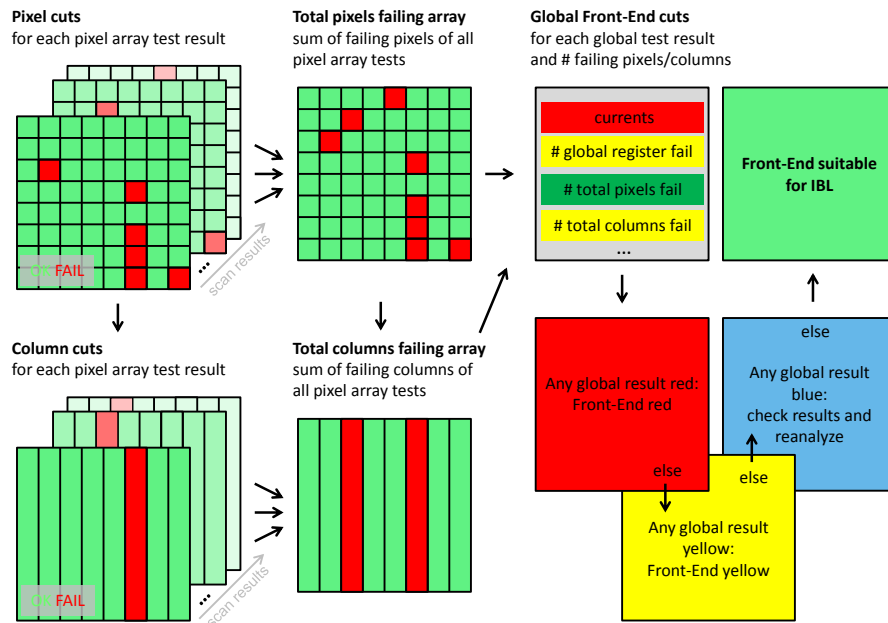 Pixel cuts
for each pixel array test result
OK FAIL
...
scan results
Total pixels failing array
sum of failing pixels of all
pixel array tests
Global Front-End cuts
for each global test result
and # failing pixels/columns
currents
# global register fail
# total pixels fail
# total columns fail
...
Front-End suitable
for IBL
Column cuts
for each pixel array test result
OK FAIL
...
scan results
Total columns failing array
sum of failing columns of
all pixel array tests
Any global result red:
Front-End red
else
Any global result
yellow:
Front-End yellow
else
Any global result
blue:
check results and
reanalyze
else